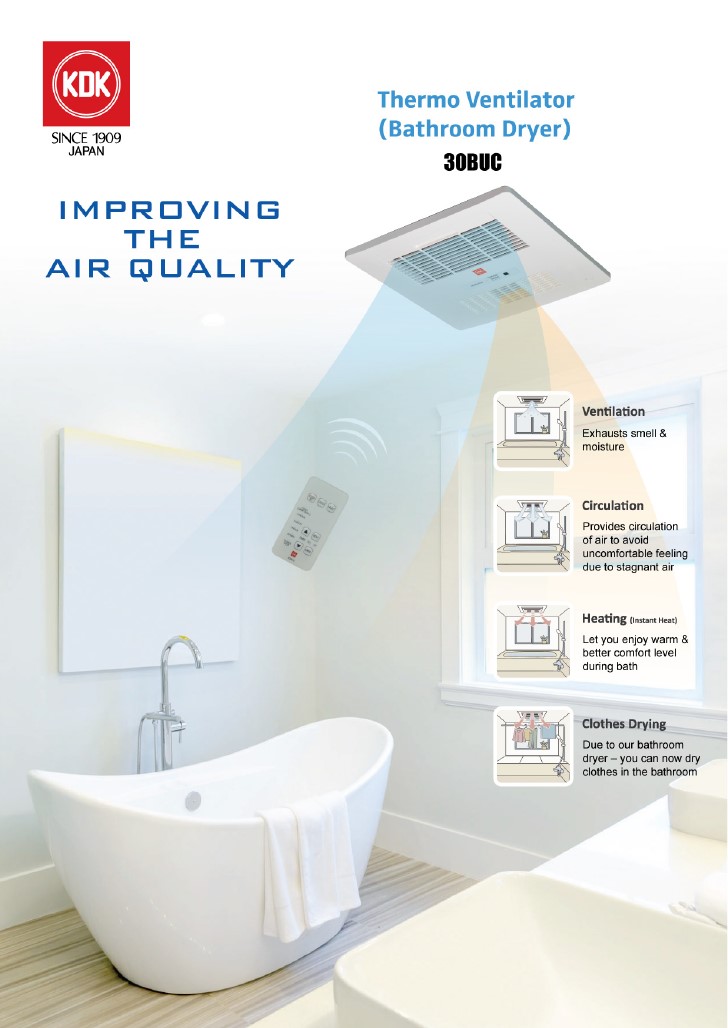 KDK
SINCE 1909
JAPAN
Thermo Ventilator
(Bathroom Dryer)
30BUC
IMPROVING
THE
AIR QUALITY
KDK
Ventilation
Exhausts smell &
moisture
Circulation
Provides circulation
of air to avoid
uncomfortable feeling
due to stagnant air
Heating (Instant Heat)
Let you enjoy warm &
better comfort level
during bath
Clothes Drying
Due to our bathroom
dryer – you can now dry
clothes in the bathroom